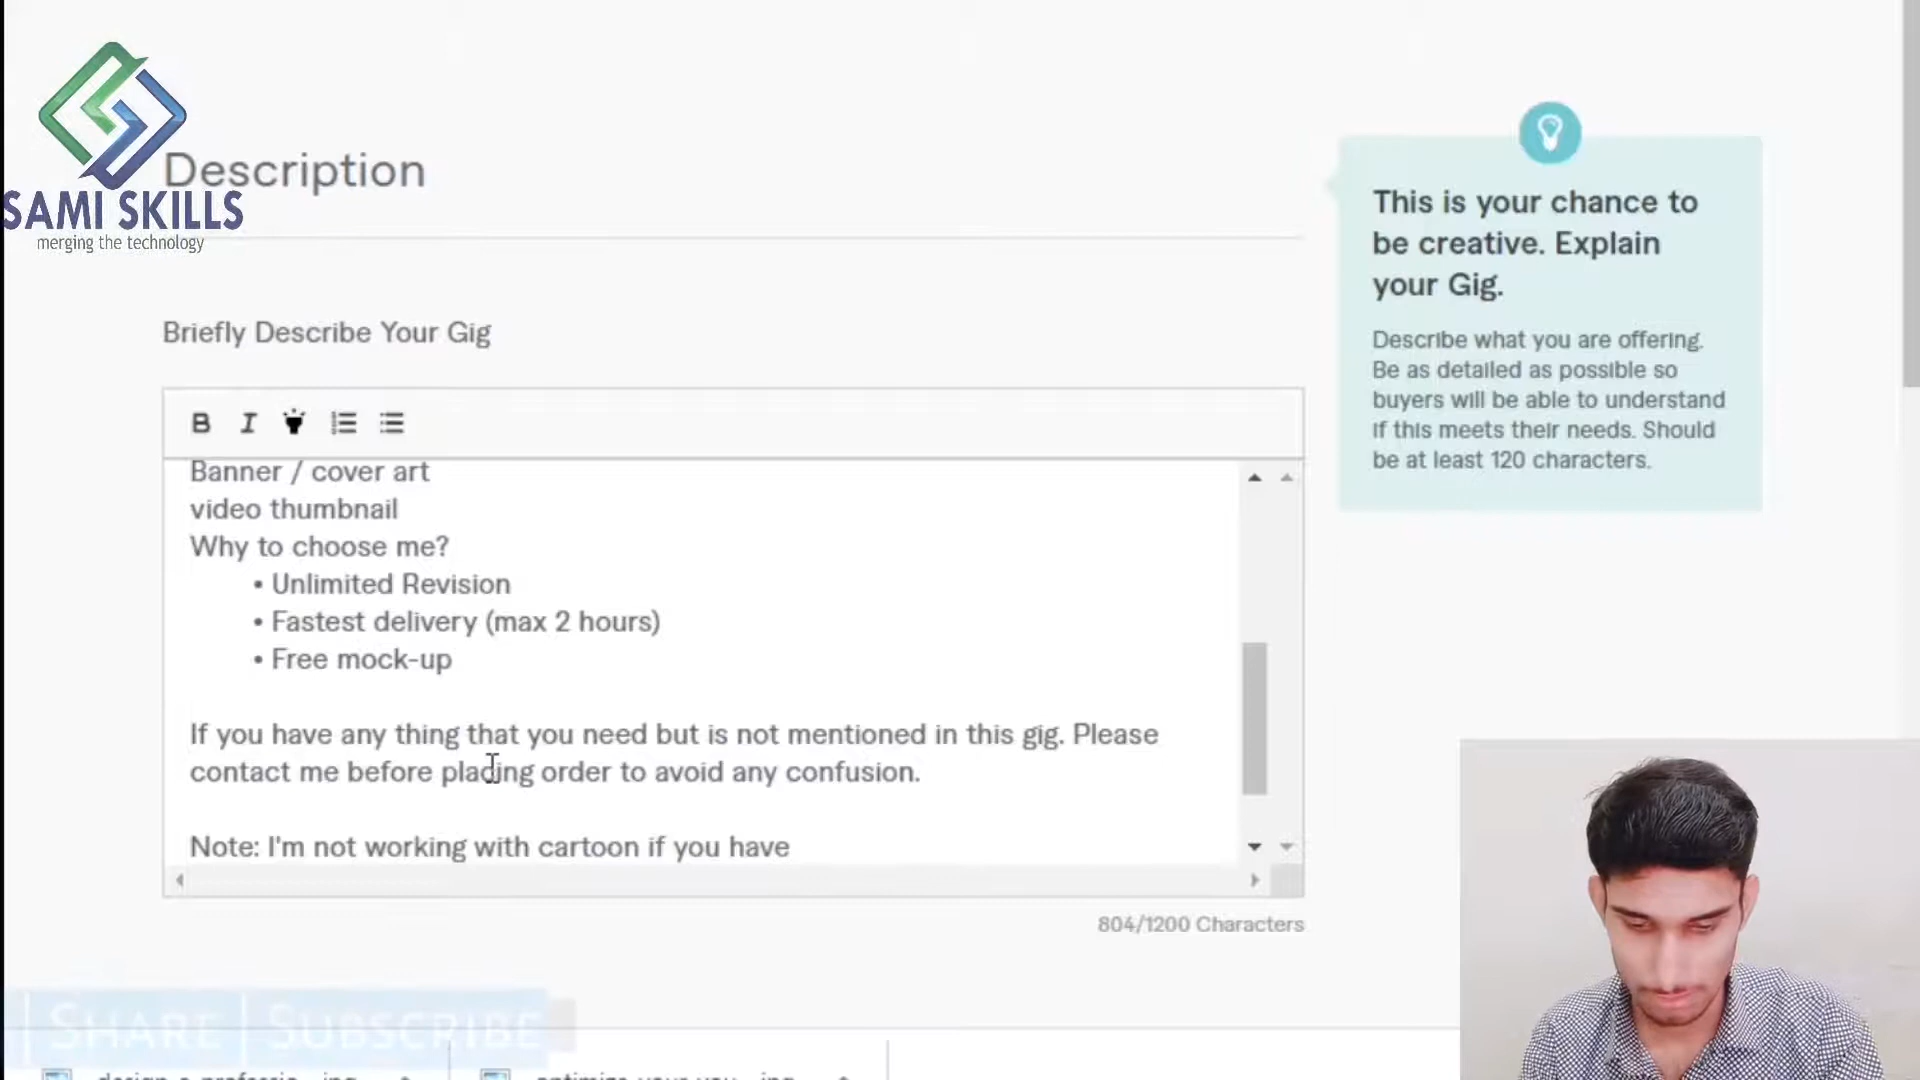 SAMI SKILLS
merging the technology
Description
Briefly Describe Your Gig
B I
Banner / cover art
video thumbnail
Why to choose me?
• Unlimited Revision
• Fastest delivery (max 2 hours)
• Free mock-up
If you have any thing that you need but is not mentioned in this gig. Please
contact me before placing order to avoid any confusion.
Note: I'm not working with cartoon if you have
804/1200 Characters
This is your chance to
be creative. Explain
your Gig.
Describe what you are offering.
Be as detailed as possible so
buyers will be able to understand
if this meets their needs. Should
be at least 120 characters.
SHARE SUBSCRIBE